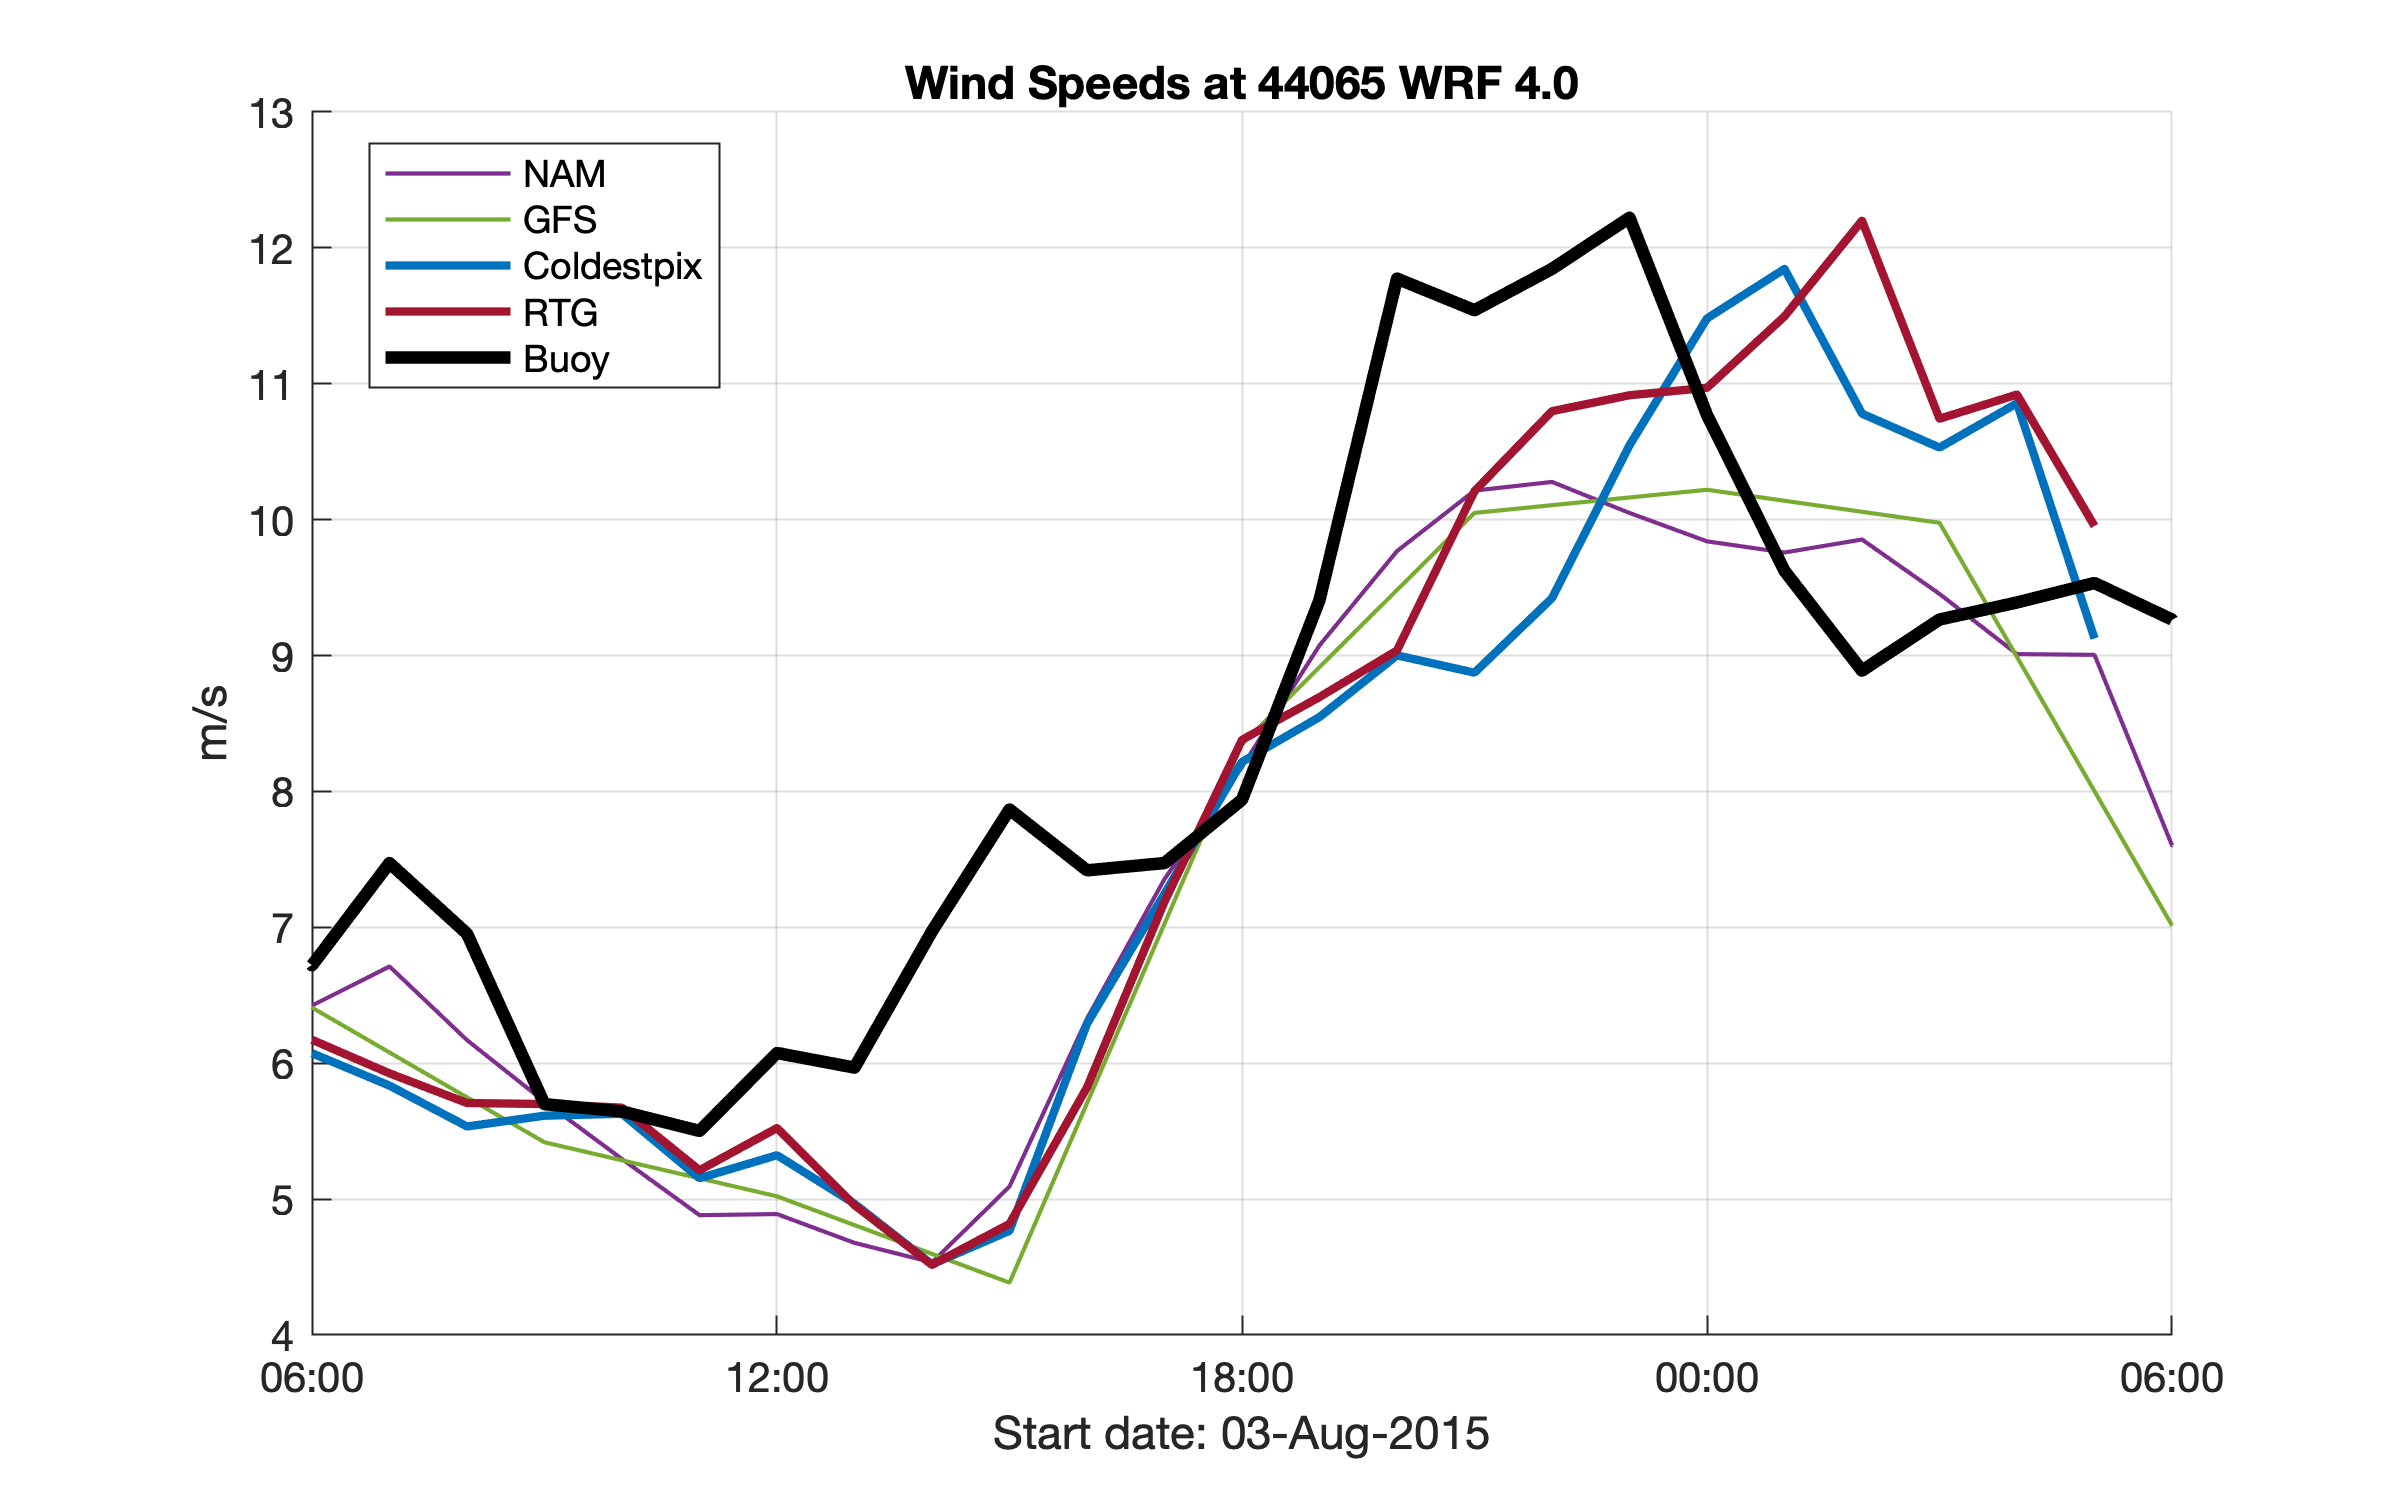 Wind Speeds at 44065 WRF 4.0
13
12
11
10
9
8
7
6
5
4
m/s
NAM
GFS
Coldestpix
RTG
Buoy
06:00 12:00 18:00 00:00 06:00
Start date: 03-Aug-2015